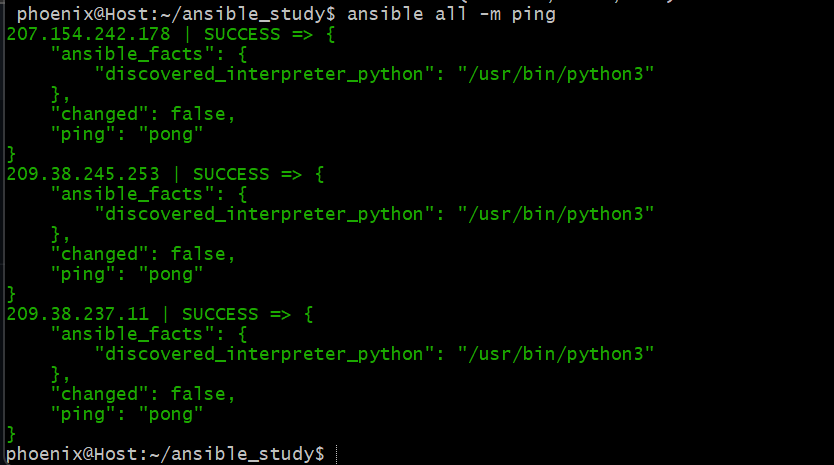 phoenix@Host:~/ansible_study$ ansible all -m ping
207.154.242.178 | SUCCESS => {
    "ansible_facts": {
        "discovered_interpreter_python": "/usr/bin/python3"
    },
    "changed": false,
    "ping": "pong"
}
209.38.245.253 | SUCCESS => {
    "ansible_facts": {
        "discovered_interpreter_python": "/usr/bin/python3"
    },
    "changed": false,
    "ping": "pong"
}
209.38.237.11 | SUCCESS => {
    "ansible_facts": {
        "discovered_interpreter_python": "/usr/bin/python3"
    },
    "changed": false,
    "ping": "pong"
}
phoenix@Host:~/ansible_study$